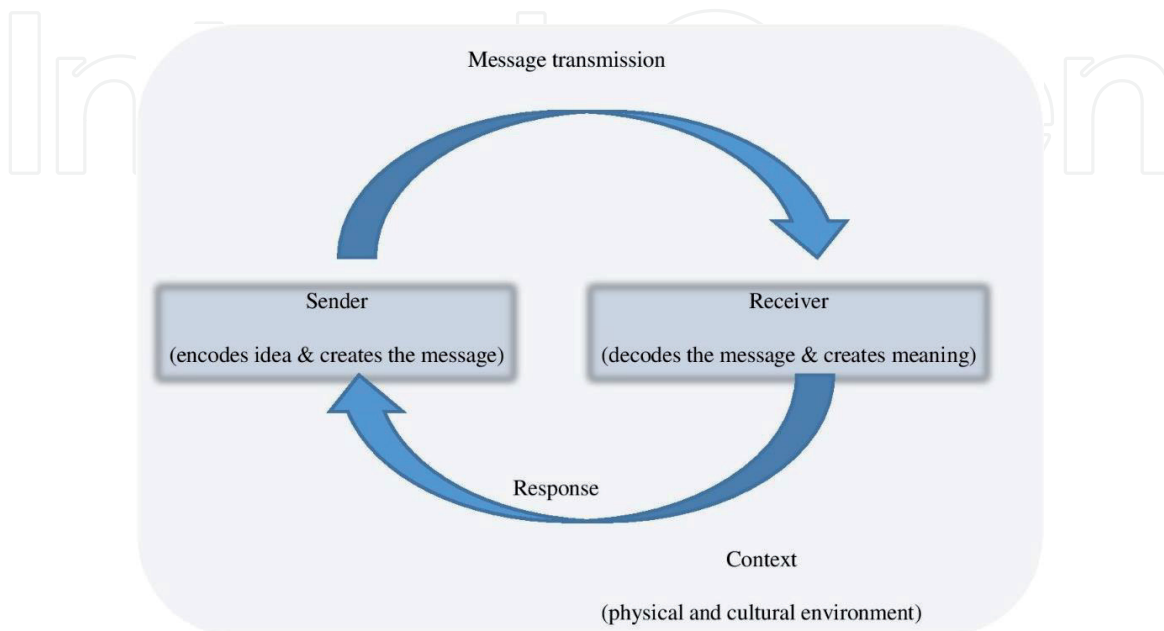 Message transmission
Sender
(encodes idea & creates the message)
Receiver
(decodes the message & creates meaning)
Response
Context
(physical and cultural environment)